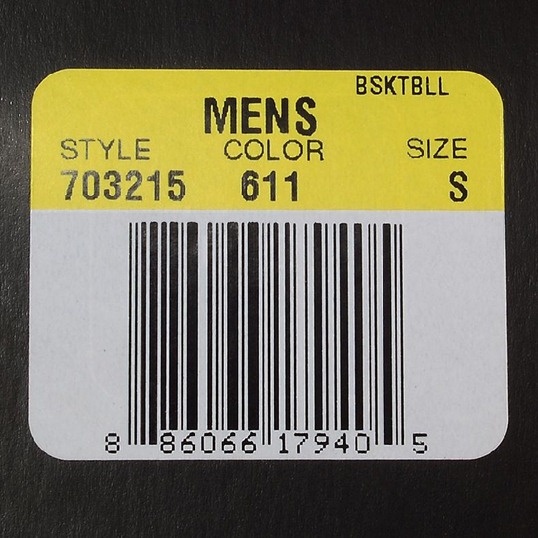 BSKTBLL
MENS
STYLE COLOR SIZE
703215 611 S
8 86066 17940 5